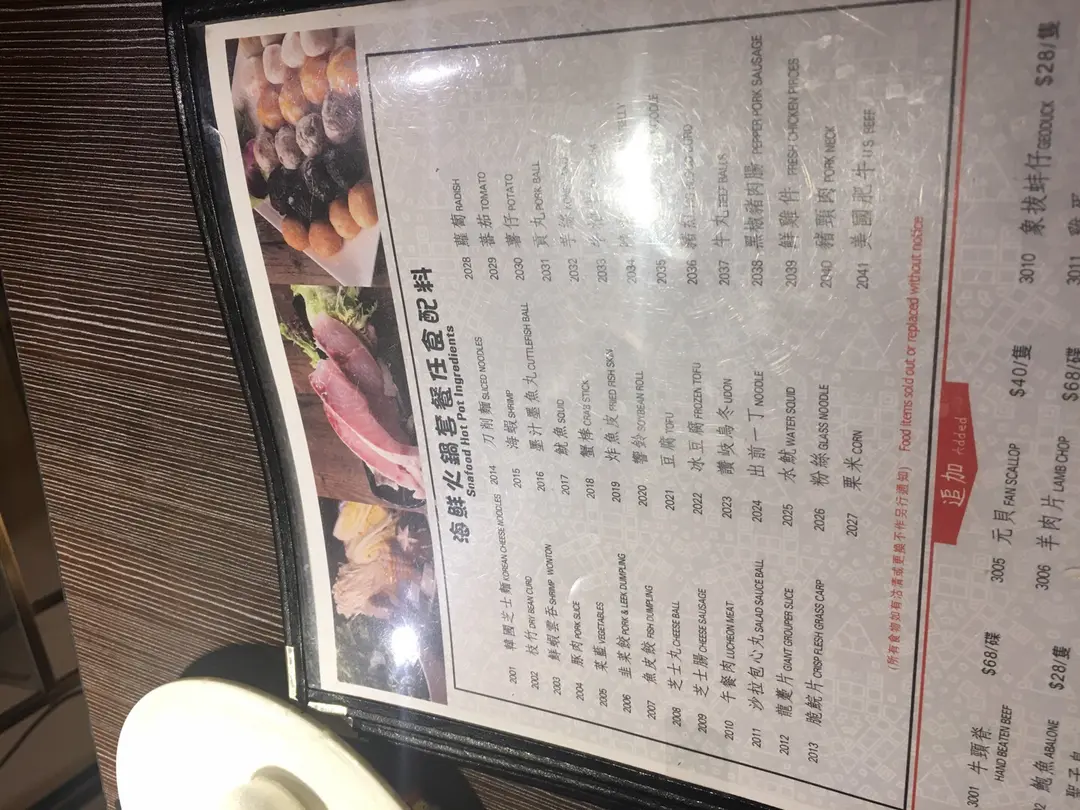 海鮮火鍋套餐任食配料
Snafood Hot Pot Ingredients
2001 韓國芝士麵 KOREAN CHEESE NOODLES
2002 枝竹 DRY BEAN CURD
2003 鮮蝦雲吞 SHRIMP WONTON
2004 豚肉 PORK SLICE
2005 菜籃 VEGETABLES
2006 韭菜餃 PORK & LEEK DUMPLING
2007 魚皮餃 FISH DUMPLING
2008 芝士丸 CHEESE BALL
2009 芝士腸 CHEESE SAUSAGE
2010 午餐肉 LUCHEON MEAT
2011 沙拉包心丸 SALAD SAUCE BALL
2012 龍躉片 GIANT GROUPER SLICE
2013 脆鯇片 CRISP FLESH GRASS CARP
2014 刀削麵 SLICED NOODLES
2015 海蝦 SHRIMP
2016 墨汁墨魚丸 CUTTLEFISH BALL
2017 魷魚 SQUID
2018 蟹棒 CRAB STICK
2019 炸魚皮 FRIED FISH SKIN
2020 響鈴 SOYBEAN ROLL
2021 豆腐 TOFU
2022 冰豆腐 FROZEN TOFU
2023 讚岐烏冬 UDON
2024 出前一丁 NOODLE
2025 水魷 WATER SQUID
2026 粉絲 GLASS NOODLE
2027 粟米 CORN
2028 蘿蔔 RADISH
2029 蕃茄 TOMATO
2030 薯仔 POTATO
2031 貢丸 PORK BALL
2032 芋
2033
2034
2035
2036 豬紅
2037 牛丸 BEEF BALLS
2038 黑椒豬肉腸 PEPPER PORK SAUSAGE
2039 鮮雞件 FRESH CHICKEN PIRCES
2040 豬頸肉 PORK NECK
2041 美國肥牛 U.S BEEF
(所有食物如有沽清或更換不作另行通知) Food items sold out or replaced without notice
追加 Added
3001 牛頸脊 HAND BEATEN BEEF $68/碟
鮑魚 ABALONE $28/隻
3005 元貝 FAN SCALLOP $40/隻
3006 羊肉片 LAMB CHOP $68/碟
3010 象拔蚌仔 GEODUCK $28/隻
3011